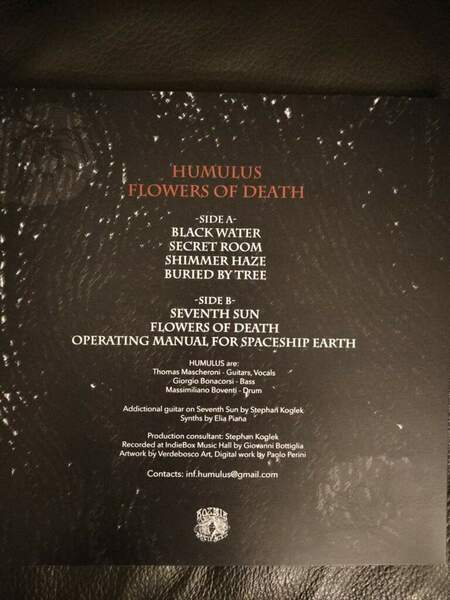 HUMULUS
FLOWERS OF DEATH
-SIDE A-
BLACK WATER
SECRET ROOM
SHIMMER HAZE
BURIED BY TREE
-SIDE B-
SEVENTH SUN
FLOWERS OF DEATH
OPERATING MANUAL FOR SPACESHIP EARTH
HUMULUS are:
Thomas Mascheroni - Guitars, Vocals
Giorgio Bonacorsi - Bass
Massimiliano Boventi - Drum
Addictional guitar on Seventh Sun by Stephan Koglek
Synths by Elia Piana
Production consultant: Stephan Koglek
Recorded at IndieBox Music Hall by Giovanni Bottiglia
Artwork by Verdebosco Art, Digital work by Paolo Perini
Contacts: inf.humulus@gmail.com